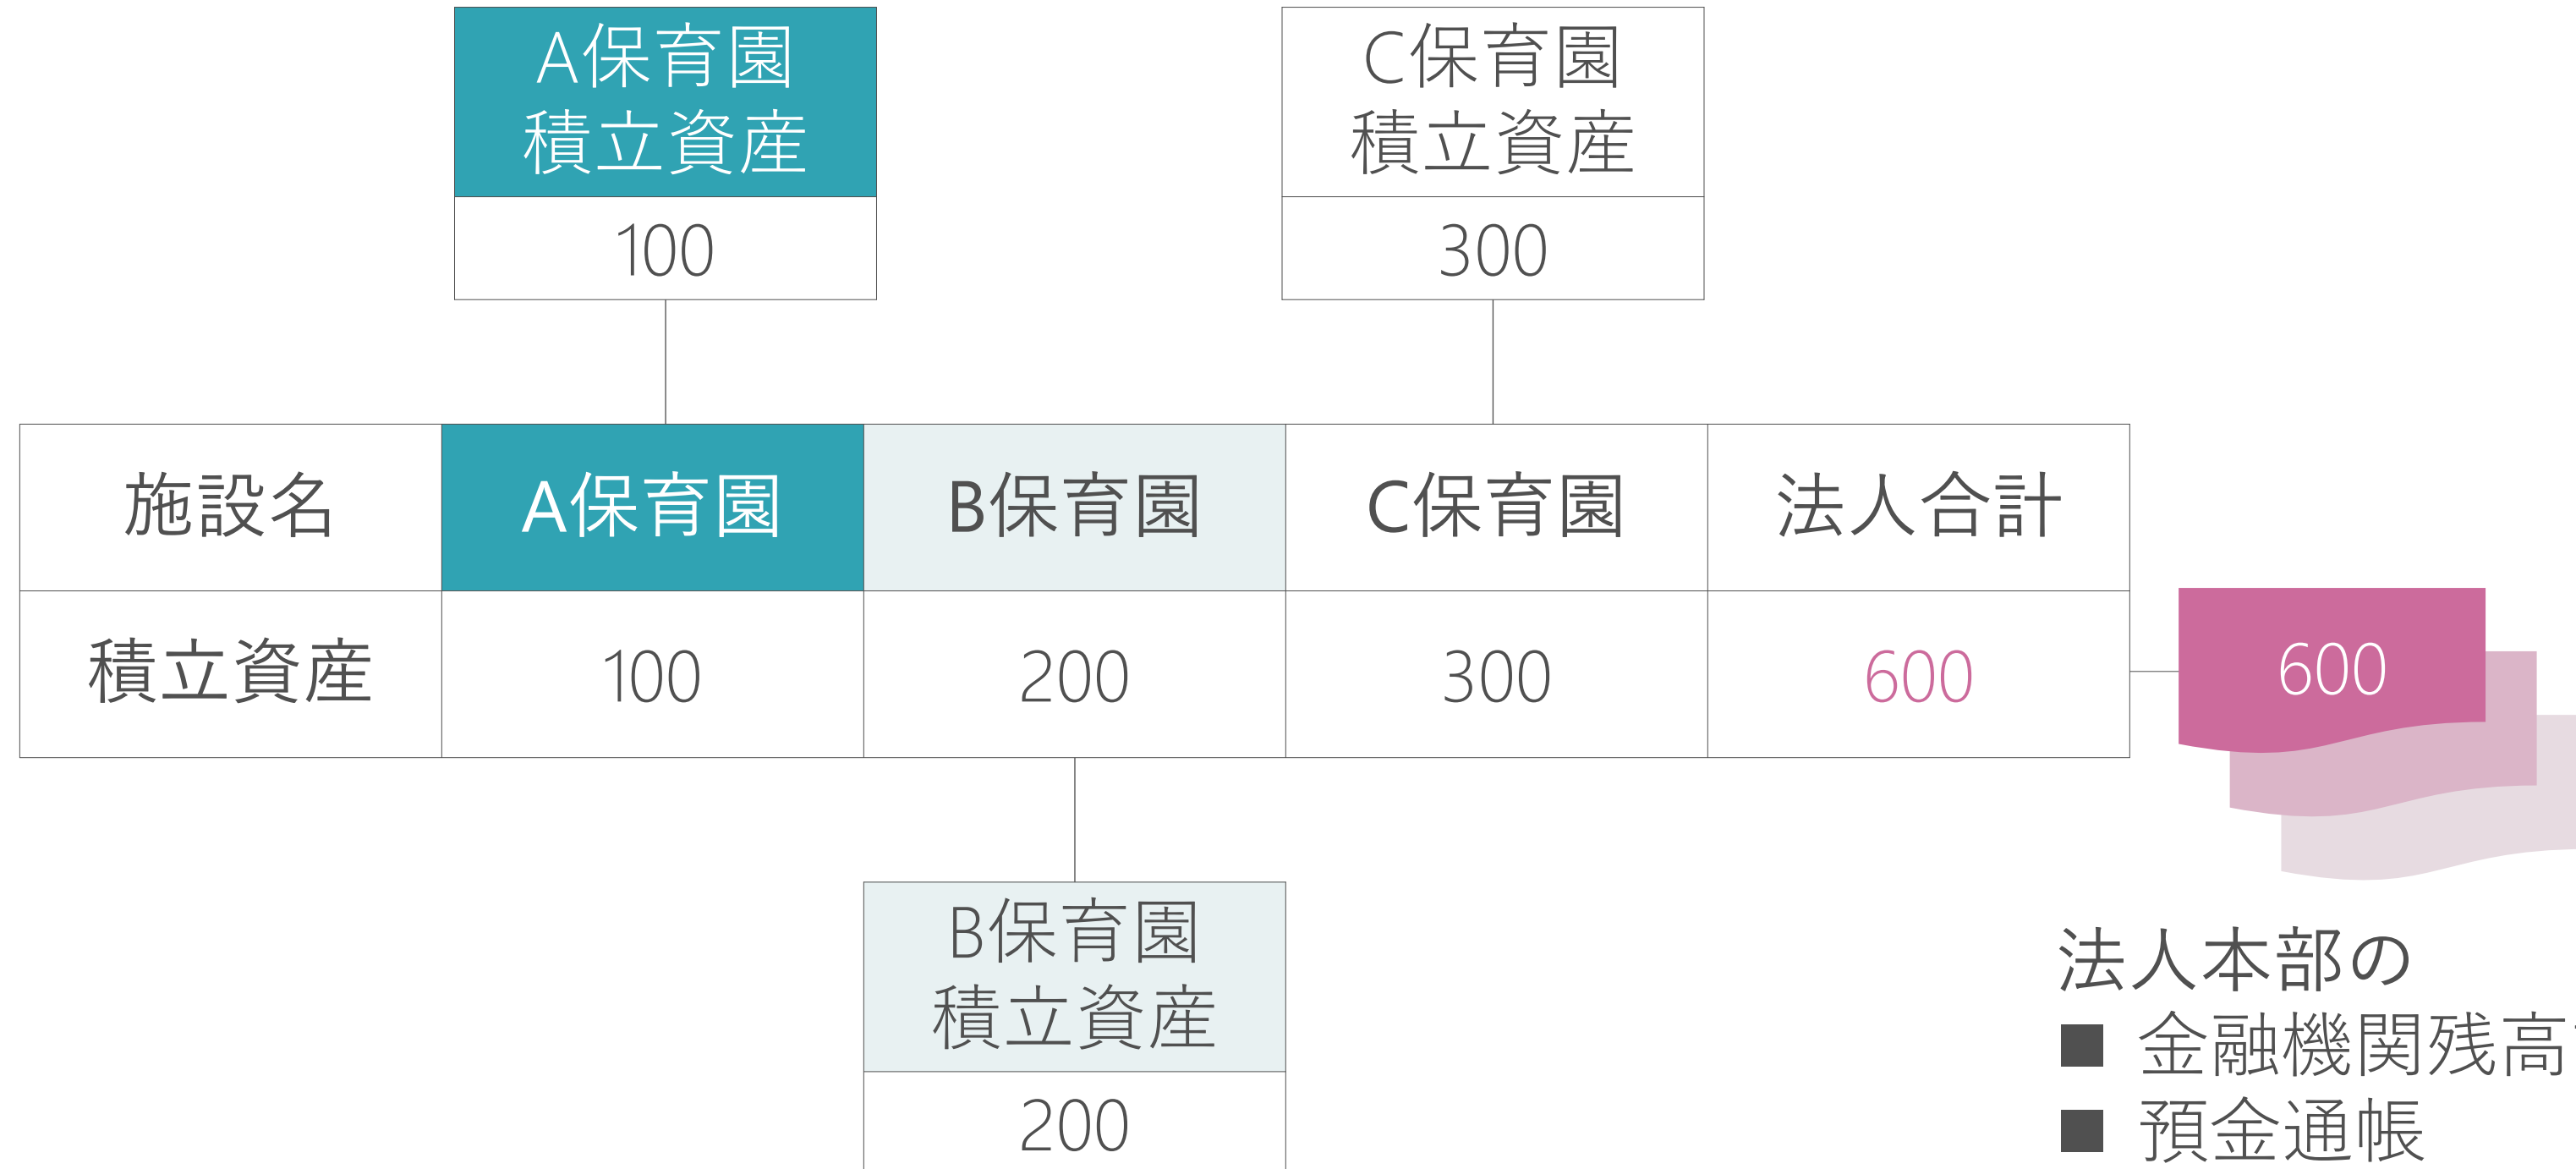 A保育園
積立資産
100
C保育園
積立資産
300
施設名 A保育園 B保育園 C保育園 法人合計
積立資産 100 200 300 600
600
B保育園
積立資産
200
法人本部の
■ 金融機関残高
■ 預金通帳